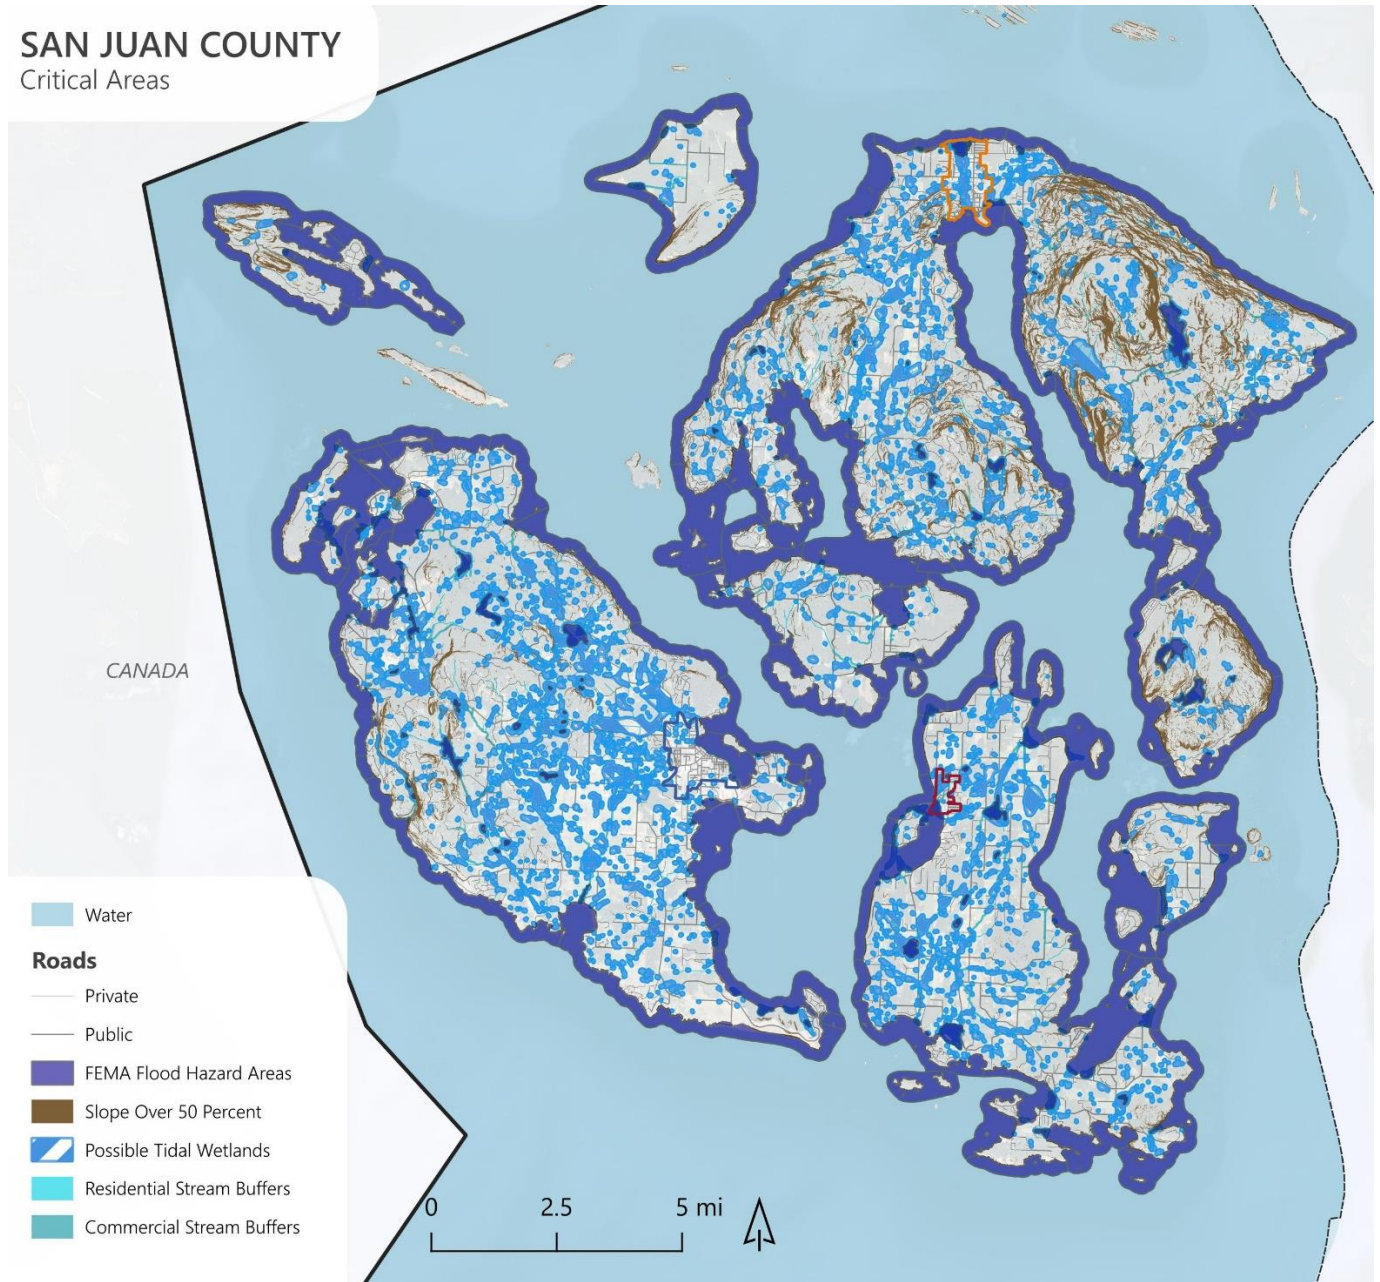 SAN JUAN COUNTY
Critical Areas
CANADA
Water
Roads
Private
Public
FEMA Flood Hazard Areas
Slope Over 50 Percent
Possible Tidal Wetlands
Residential Stream Buffers
Commercial Stream Buffers
0 2.5 5 mi